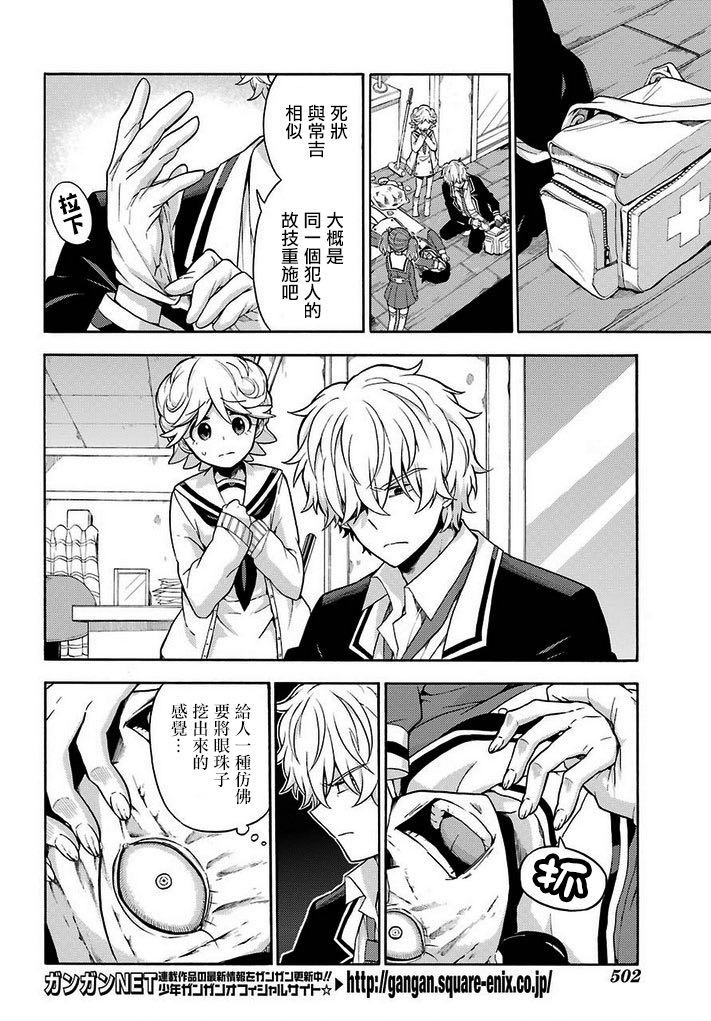 死狀
與常吉
相似
大概是
同一個犯人的
故技重施吧
拉下
抓
給人一種仿佛
要將眼珠子
挖出來的
感覺…
502
ガンガンNET 連載作品の最新情報をガンガン更新中!!
少年ガンガンオフィシャルサイト☆▶http://gangan.square-enix.co.jp/